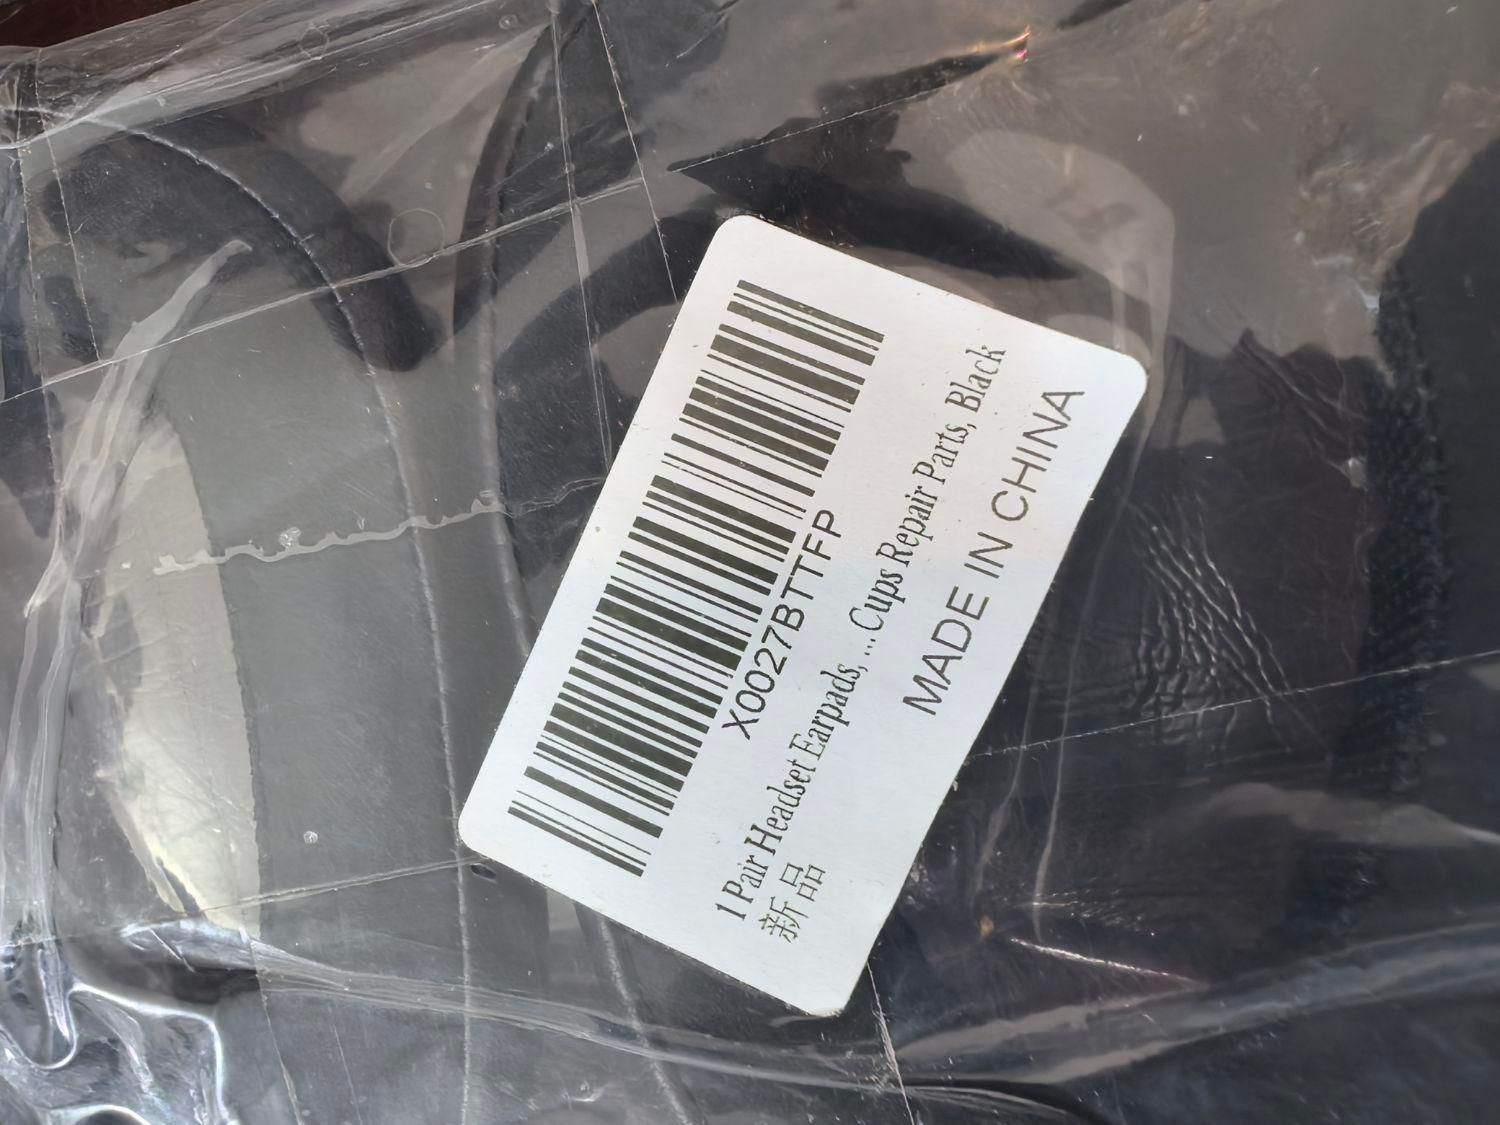 X0027BTTFP
1 Pair Headset Earpads, ... Cups Repair Parts, Black
新品
MADE IN CHINA